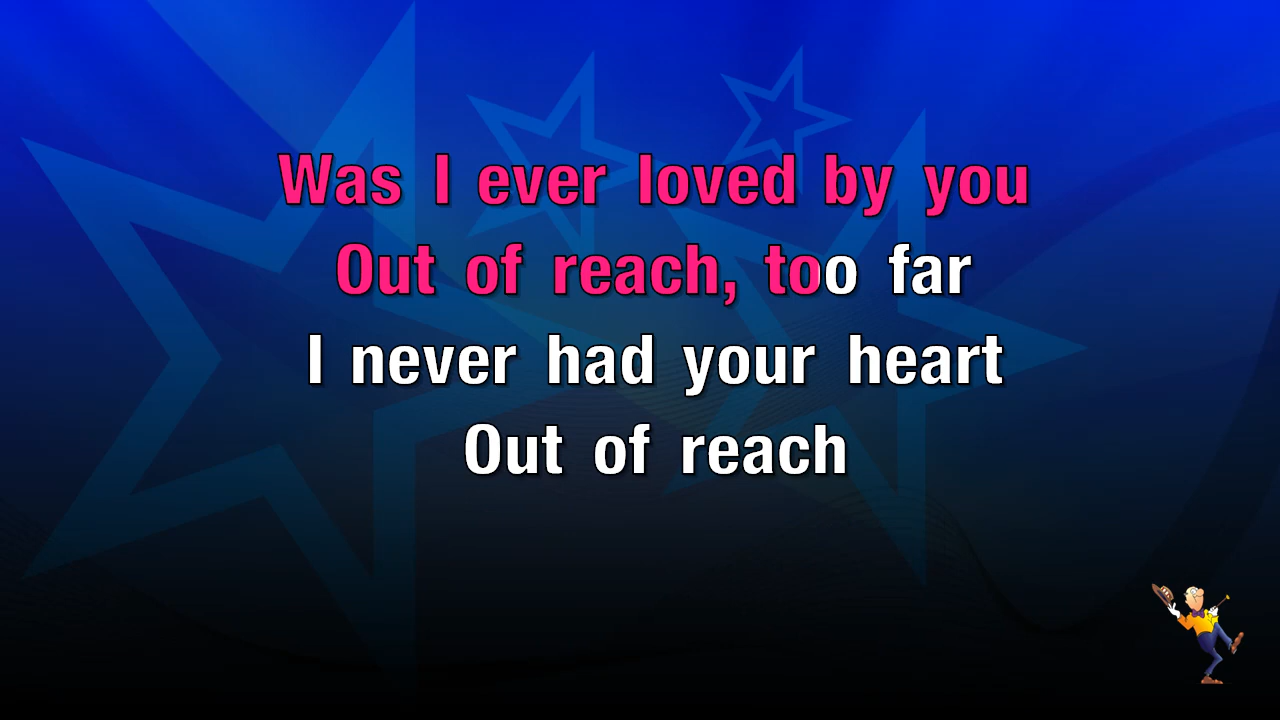 Was I ever loved by you
Out of reach, too far
I never had your heart
Out of reach